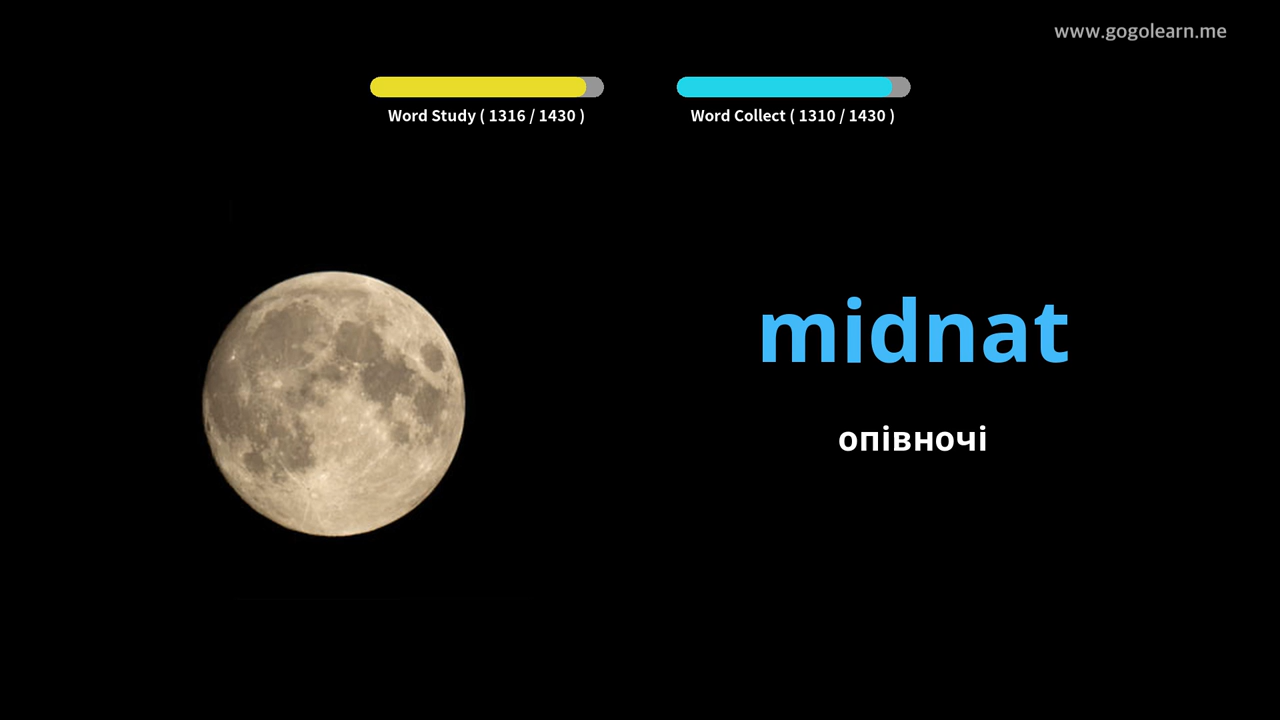 www.gogolearn.me
Word Study ( 1316 / 1430 )
Word Collect ( 1310 / 1430 )
midnat
опівночі